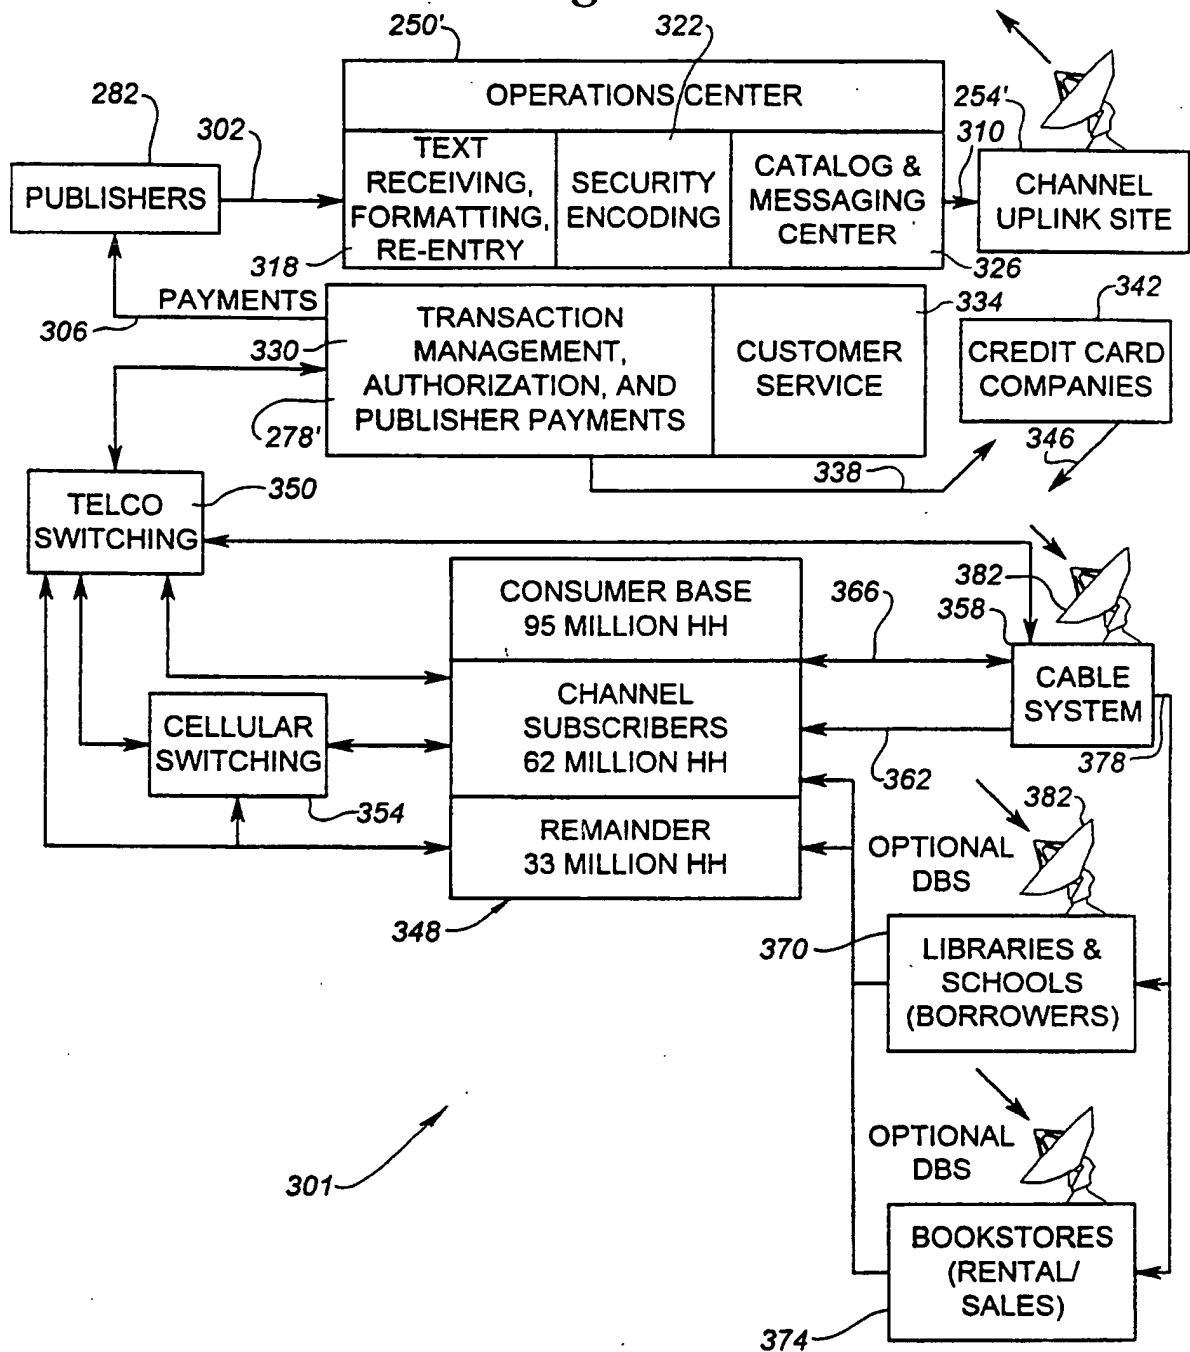 250'
322
OPERATIONS CENTER
282
302
254'
310
PUBLISHERS
TEXT
RECEIVING,
FORMATTING,
RE-ENTRY
SECURITY
ENCODING
CATALOG &
MESSAGING
CENTER
CHANNEL
UPLINK SITE
318
326
PAYMENTS
306
330
TRANSACTION
MANAGEMENT,
AUTHORIZATION, AND
PUBLISHER PAYMENTS
278'
CUSTOMER
SERVICE
334
342
CREDIT CARD
COMPANIES
346
338
TELCO
SWITCHING
350
CONSUMER BASE
95 MILLION HH
366
382
358
CABLE
SYSTEM
CHANNEL
SUBSCRIBERS
62 MILLION HH
CELLULAR
SWITCHING
354
362
378
REMAINDER
33 MILLION HH
348
382
OPTIONAL
DBS
370
LIBRARIES &
SCHOOLS
(BORROWERS)
301
OPTIONAL
DBS
BOOKSTORES
(RENTAL/
SALES)
374